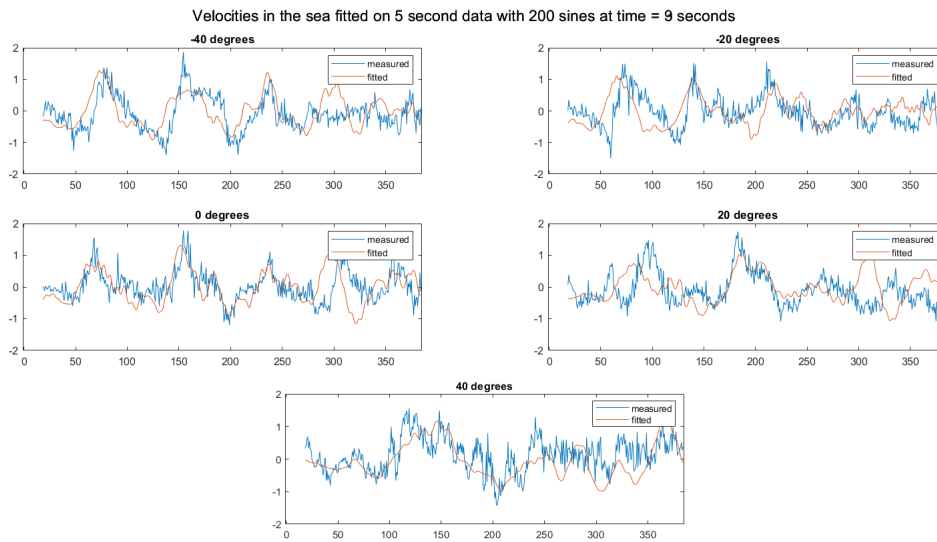 Velocities in the sea fitted on 5 second data with 200 sines at time = 9 seconds
-40 degrees
measured
fitted
2
1
0
-1
-2
0 50 100 150 200 250 300 350
-20 degrees
measured
fitted
2
1
0
-1
-2
0 50 100 150 200 250 300 350
0 degrees
measured
fitted
2
1
0
-1
-2
0 50 100 150 200 250 300 350
20 degrees
measured
fitted
2
1
0
-1
-2
0 50 100 150 200 250 300 350
40 degrees
measured
fitted
2
1
0
-1
-2
0 50 100 150 200 250 300 350